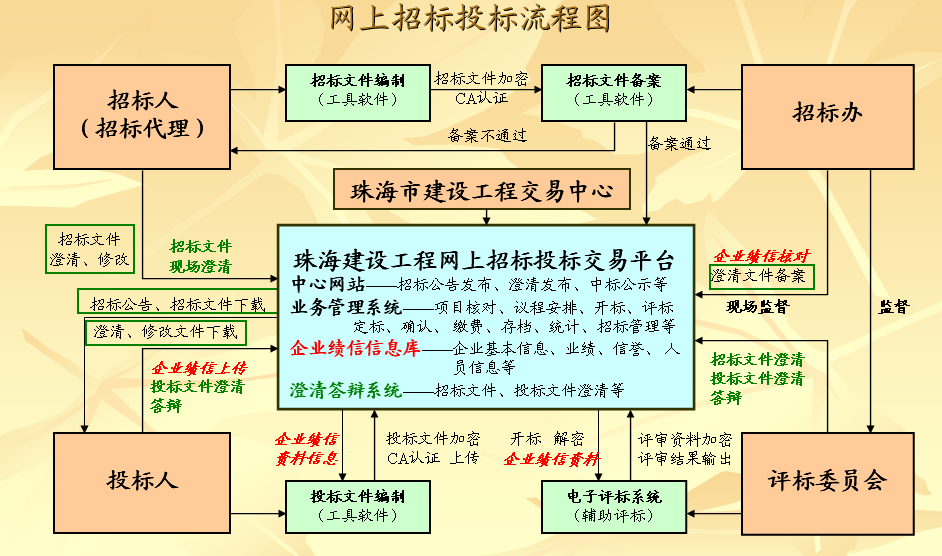 网上招标投标流程图
招标人
（招标代理）
招标文件编制
（工具软件）
招标文件加密
CA认证
招标文件备案
（工具软件）
招标办
备案不通过
备案通过
珠海市建设工程交易中心
招标文件
澄清、修改
招标文件
现场澄清
珠海建设工程网上招标投标交易平台
中心网站——招标公告发布、澄清发布、中标公示等
业务管理系统——项目核对、议程安排、开标、评标
定标、确认、缴费、存档、统计、招标管理等
企业绩信信息库——企业基本信息、业绩、信誉、人
员信息等
澄清答辩系统——招标文件、投标文件澄清等
企业绩信核对
澄清文件备案
现场监督
监督
招标公告、招标文件下载
澄清、修改文件下载
企业绩信上传
投标文件澄清
答辩
招标文件澄清
投标文件澄清
答辩
企业绩信
资料信息
投标文件加密
CA认证 上传
开标 解密
企业绩信资料
评审资料加密
评审结果输出
投标人
投标文件编制
（工具软件）
电子评标系统
（辅助评标）
评标委员会